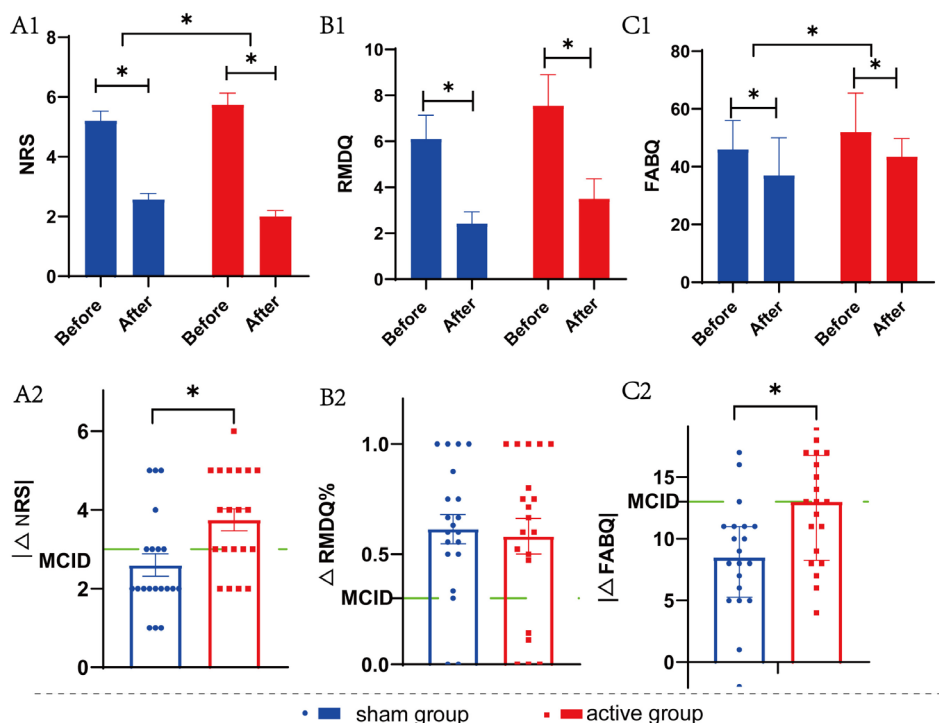 A1
*
*
*
NRS
8
6
4
2
0
Before
After
Before
After
B1
*
*
RMDQ
10
8
6
4
2
0
Before
After
Before
After
C1
*
*
*
FABQ
80
60
40
20
0
Before
After
Before
After
A2
*
|△ NRS|
6
4
MCID
2
0
B2
△ RMDQ%
1.0
0.5
MCID
0.0
C2
*
|△ FABQ|
15
MCID
10
5
0
sham group
active group